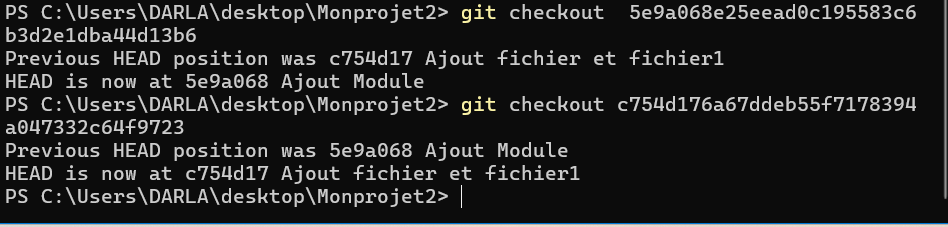 PS C:\Users\DARLA\desktop\Monprojet2> git checkout  5e9a068e25eead0c195583c6
b3d2e1dba44d13b6
Previous HEAD position was c754d17 Ajout fichier et fichier1
HEAD is now at 5e9a068 Ajout Module
PS C:\Users\DARLA\desktop\Monprojet2> git checkout c754d176a67ddeb55f7178394
a047332c64f9723
Previous HEAD position was 5e9a068 Ajout Module
HEAD is now at c754d17 Ajout fichier et fichier1
PS C:\Users\DARLA\desktop\Monprojet2>